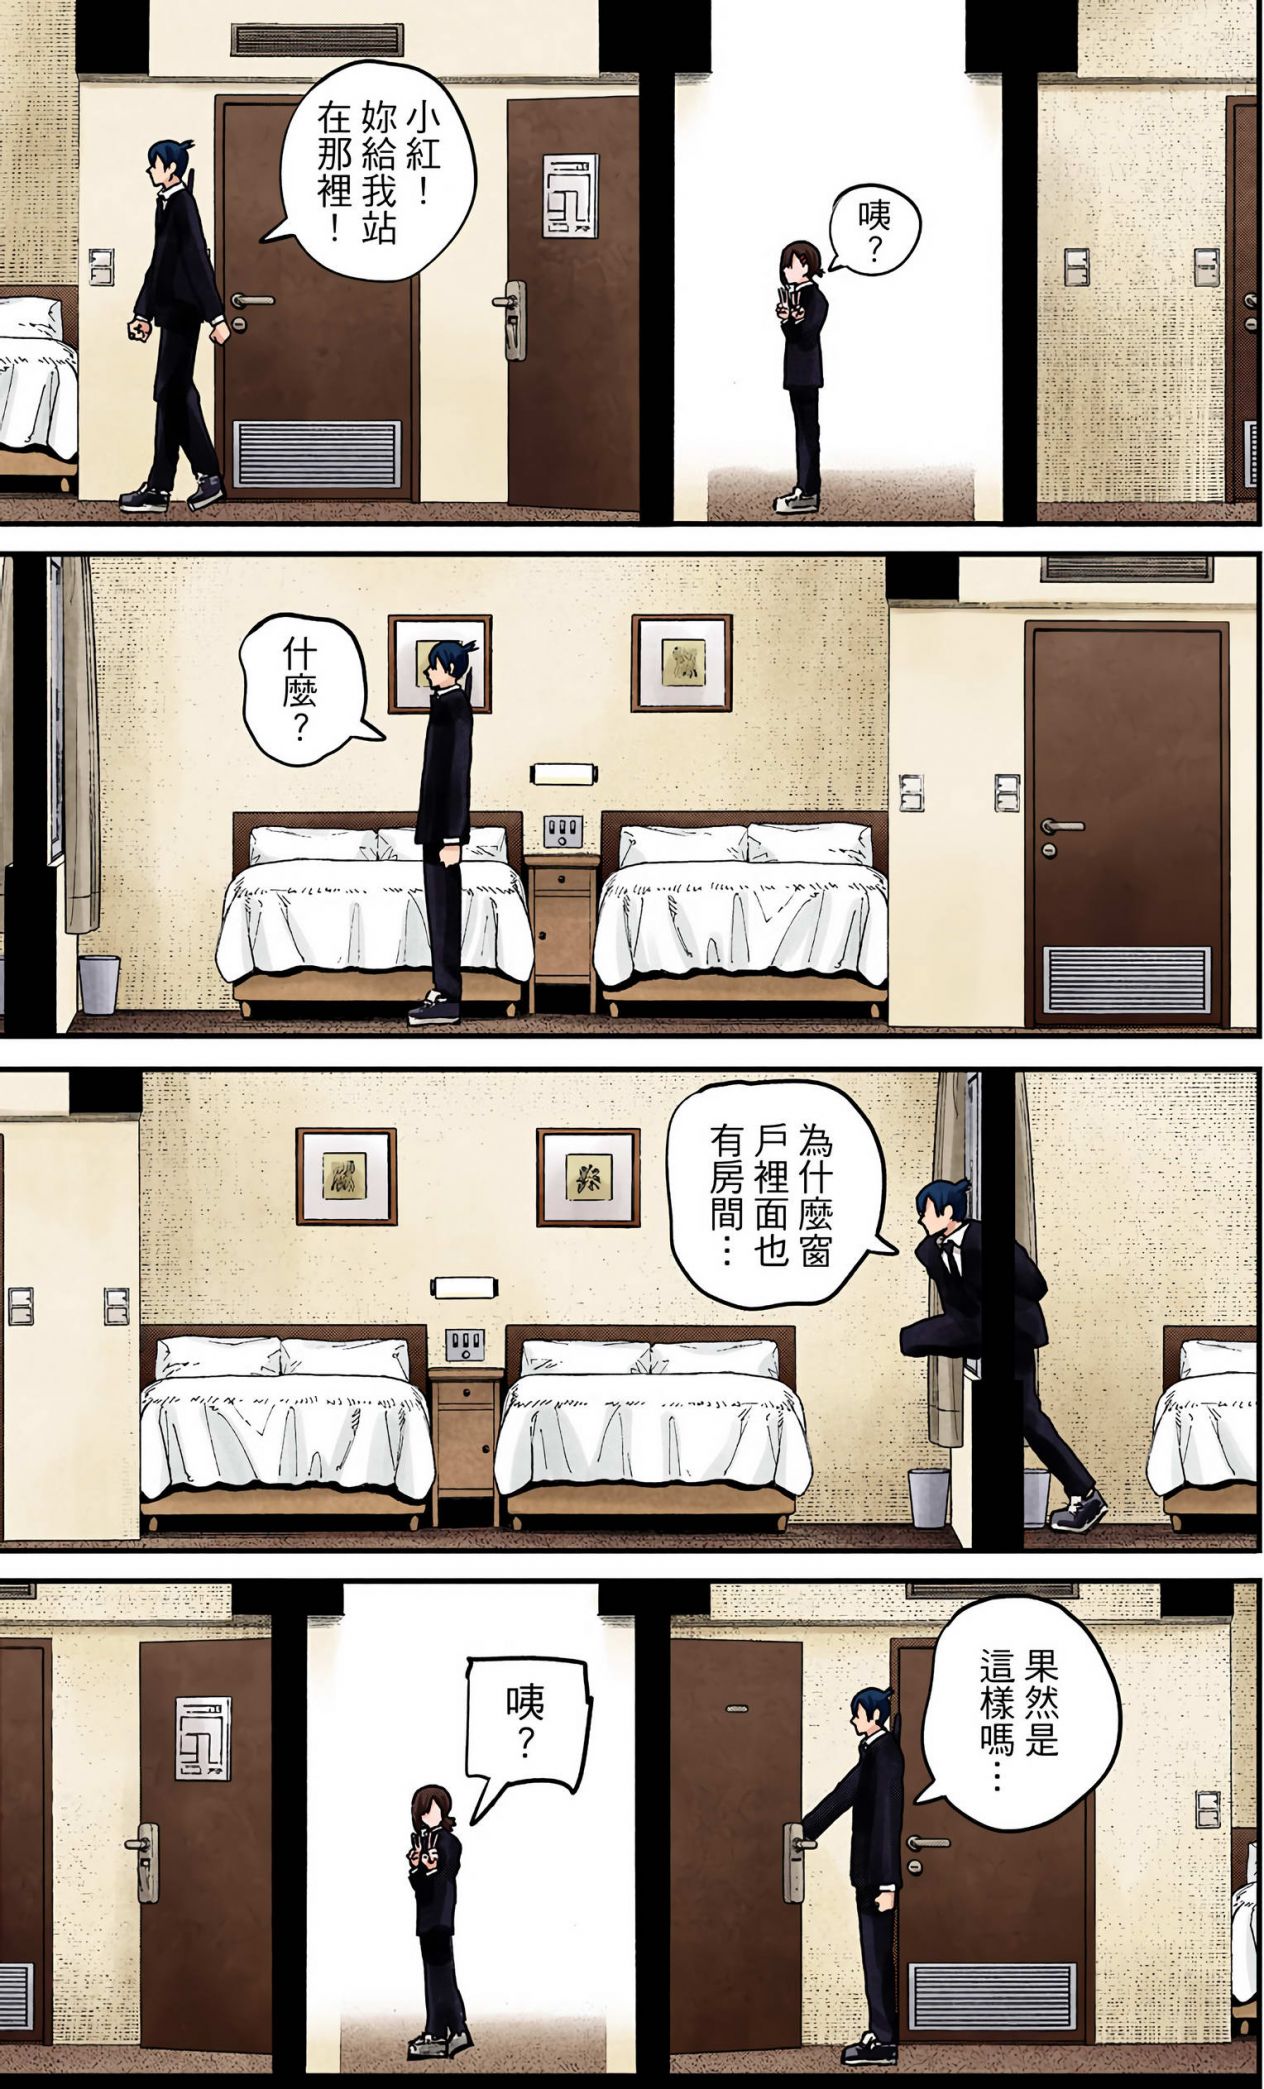 小紅！
妳給我站
在那裡！
咦？
什麼？
為什麼窗
戶裡面也
有房間…
果然是
這樣嗎…
咦？